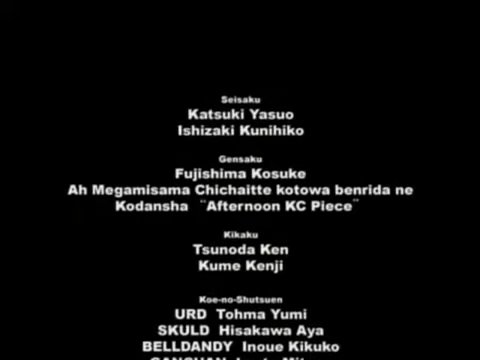 Seisaku
Katsuki Yasuo
Ishizaki Kunihiko
Gensaku
Fujishima Kosuke
Ah Megamisama Chichaitte kotowa benrida ne
Kodansha "Afternoon KC Piece"
Kikaku
Tsunoda Ken
Kume Kenji
Koe-no-Shutsuen
URD Tohma Yumi
SKULD Hisakawa Aya
BELLDANDY Inoue Kikuko